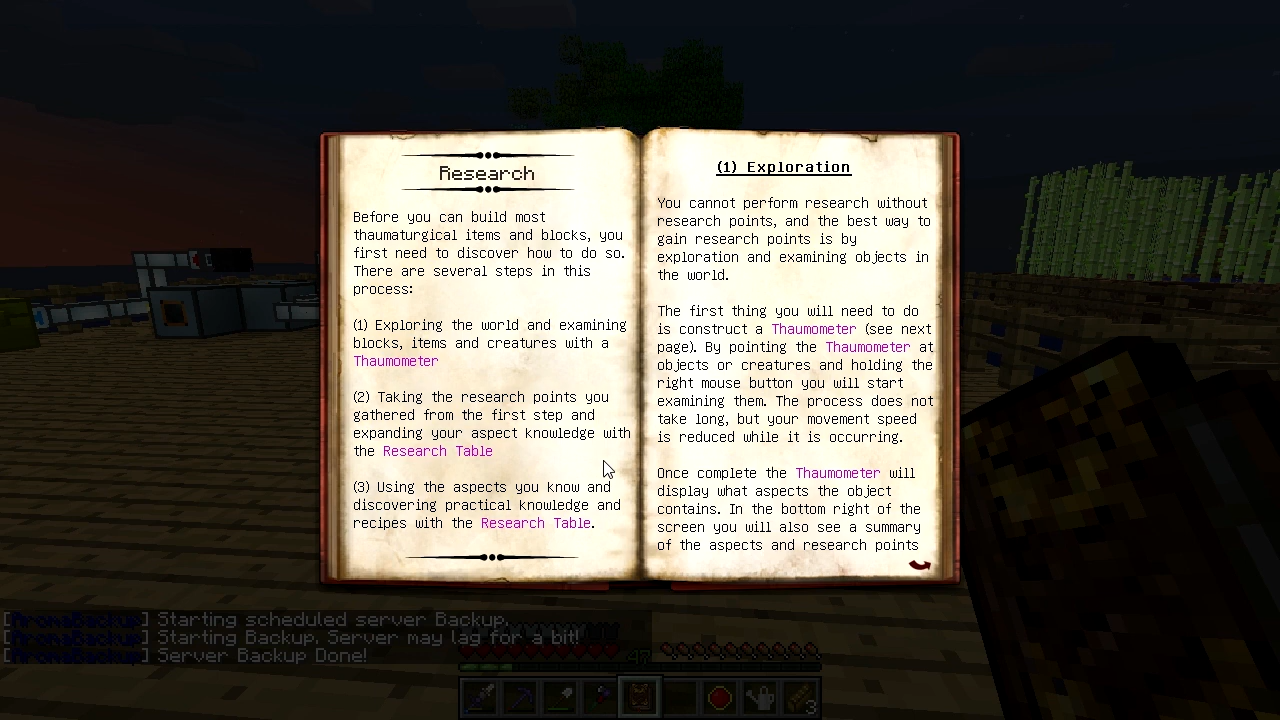 Research
Before you can build most
thaumaturgical items and blocks, you
first need to discover how to do so.
There are several steps in this
process:
(1) Exploring the world and examining
blocks, items and creatures with a
Thaumometer
(2) Taking the research points you
gathered from the first step and
expanding your aspect knowledge with
the Research Table
(3) Using the aspects you know and
discovering practical knowledge and
recipes with the Research Table.
(1) Exploration
You cannot perform research without
research points, and the best way to
gain research points is by
exploration and examining objects in
the world.
The first thing you will need to do
is construct a Thaumometer (see next
page). By pointing the Thaumometer at
objects or creatures and holding the
right mouse button you will start
examining them. The process does not
take long, but your movement speed
is reduced while it is occurring.
Once complete the Thaumometer will
display what aspects the object
contains. In the bottom right of the
screen you will also see a summary
of the aspects and research points
[AromaBackup] Starting scheduled server Backup.
[AromaBackup] Starting Backup. Server may lag for a bit!
[AromaBackup] Server Backup Done!
3